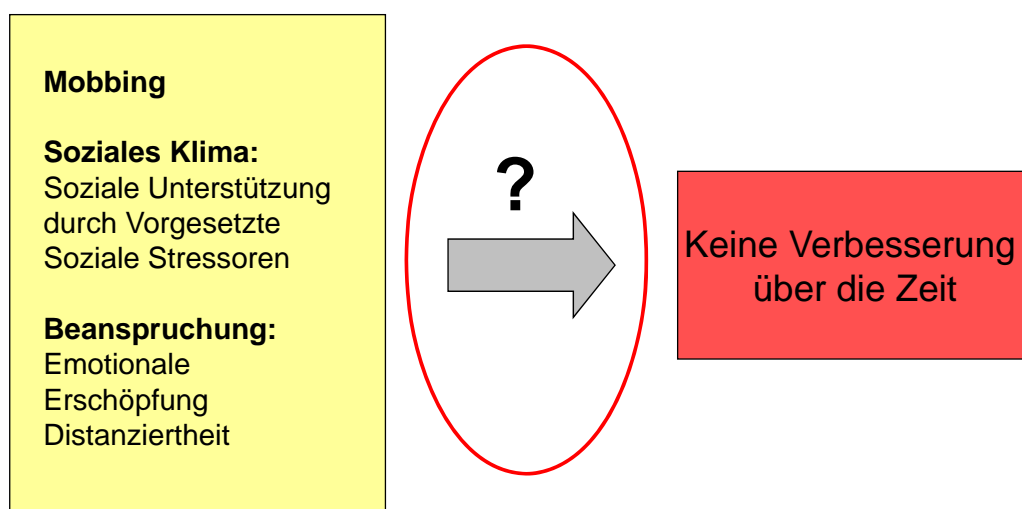 Mobbing
Soziales Klima:
Soziale Unterstützung
durch Vorgesetzte
Soziale Stressoren
Beanspruchung:
Emotionale
Erschöpfung
Distanziertheit
?
Keine Verbesserung
über die Zeit